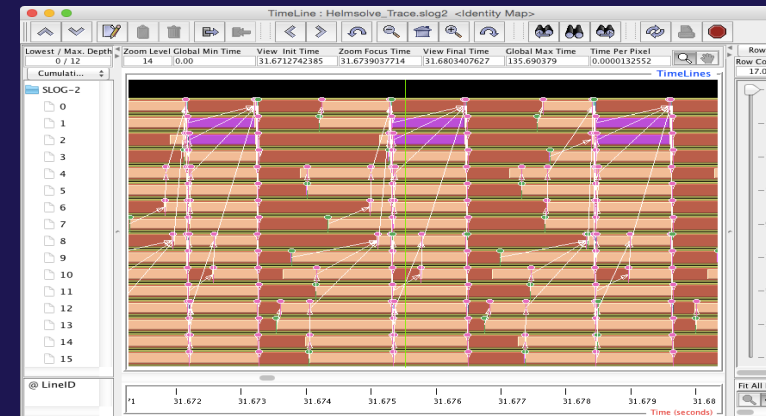 TimeLine : Helmsolve_Trace.slog2 <Identity Map>
Lowest / Max. Depth Zoom Level Global Min Time View Init Time Zoom Focus Time View Final Time Global Max Time Time Per Pixel Row
0 / 12 14 0.00 31.6712742385 31.6739037714 31.6803407627 135.690379 0.0000132552 Row Co
Cumulati... TimeLines 17.0
SLOG-2
0
1
2
3
4
5
6
7
8
9
10
11
12
13
14
15
@ LineID Fit All
31.672 31.673 31.674 31.675 31.676 31.677 31.678 31.679 31.68
Time (seconds)